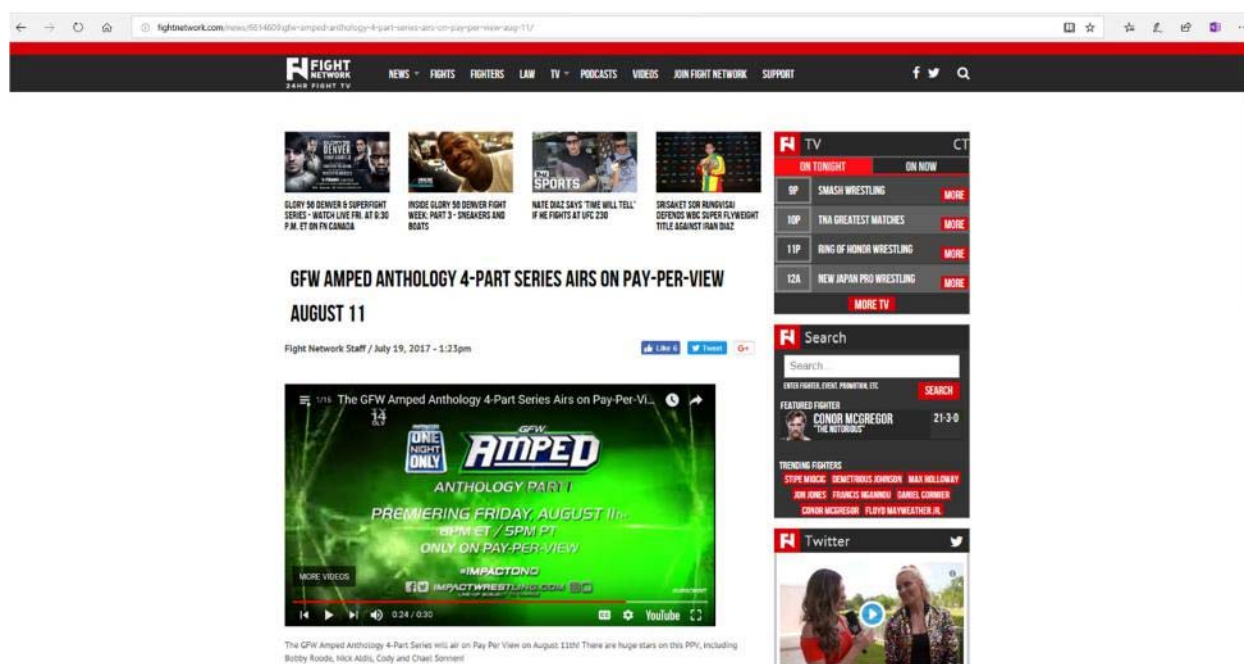 fightnetwork.com/news/6614609:gfw-amped-anthology-4-part-series-airs-on-pay-per-view-aug-11/
FIGHT
NETWORK
24HR FIGHT TV
NEWS
FIGHTS
FIGHTERS
LAW
TV
PODCASTS
VIDEOS
JOIN FIGHT NETWORK
SUPPORT
DENVER
GLORY 58 DENVER & SUPERFIGHT
SERIES - WATCH LIVE FRI. AT 9:30
P.M. ET ON FN CANADA
INSIDE GLORY 58 DENVER FIGHT
WEEK: PART 3 - SNEAKERS AND
BOATS
SPORTS
NATE DIAZ SAYS 'TIME WILL TELL'
IF HE FIGHTS AT UFC 230
SRISAKET SOR RUNGVISAI
DEFENDS WBC SUPER FLYWEIGHT
TITLE AGAINST IRAN DIAZ
GFW AMPED ANTHOLOGY 4-PART SERIES AIRS ON PAY-PER-VIEW
AUGUST 11
Fight Network Staff / July 19, 2017 - 1:23pm
Like 6
Tweet
G+
1/15 The GFW Amped Anthology 4-Part Series Airs on Pay-Per-Vi...
14
ONE
NIGHT
ONLY
GFW
AMPED
ANTHOLOGY PART I
PREMIERING FRIDAY, AUGUST 11th
8PM ET / 5PM PT
ONLY ON PAY-PER-VIEW
#IMPACTONO
IMPACTWRESTLING.COM
MORE VIDEOS
0:24 / 0:30
CC
YouTube
The GFW Amped Anthology 4-Part Series will air on Pay Per View on August 11th! There are huge stars on this PPV, including
Bobby Roode, Nick Aldis, Cody and Chael Sonnen!
TV
CT
ON TONIGHT
ON NOW
9P SMASH WRESTLING MORE
10P TNA GREATEST MATCHES MORE
11P RING OF HONOR WRESTLING MORE
12A NEW JAPAN PRO WRESTLING MORE
MORE TV
Search
Search...
ENTER FIGHTER, EVENT, PROMOTION, ETC
SEARCH
FEATURED FIGHTER
CONOR MCGREGOR 21-3-0
"THE NOTORIOUS"
TRENDING FIGHTERS
STIPE MIOCIC DEMETRIOUS JOHNSON MAX HOLLOWAY
JON JONES FRANCIS NGANNOU DANIEL CORMIER
CONOR MCGREGOR FLOYD MAYWEATHER JR.
Twitter